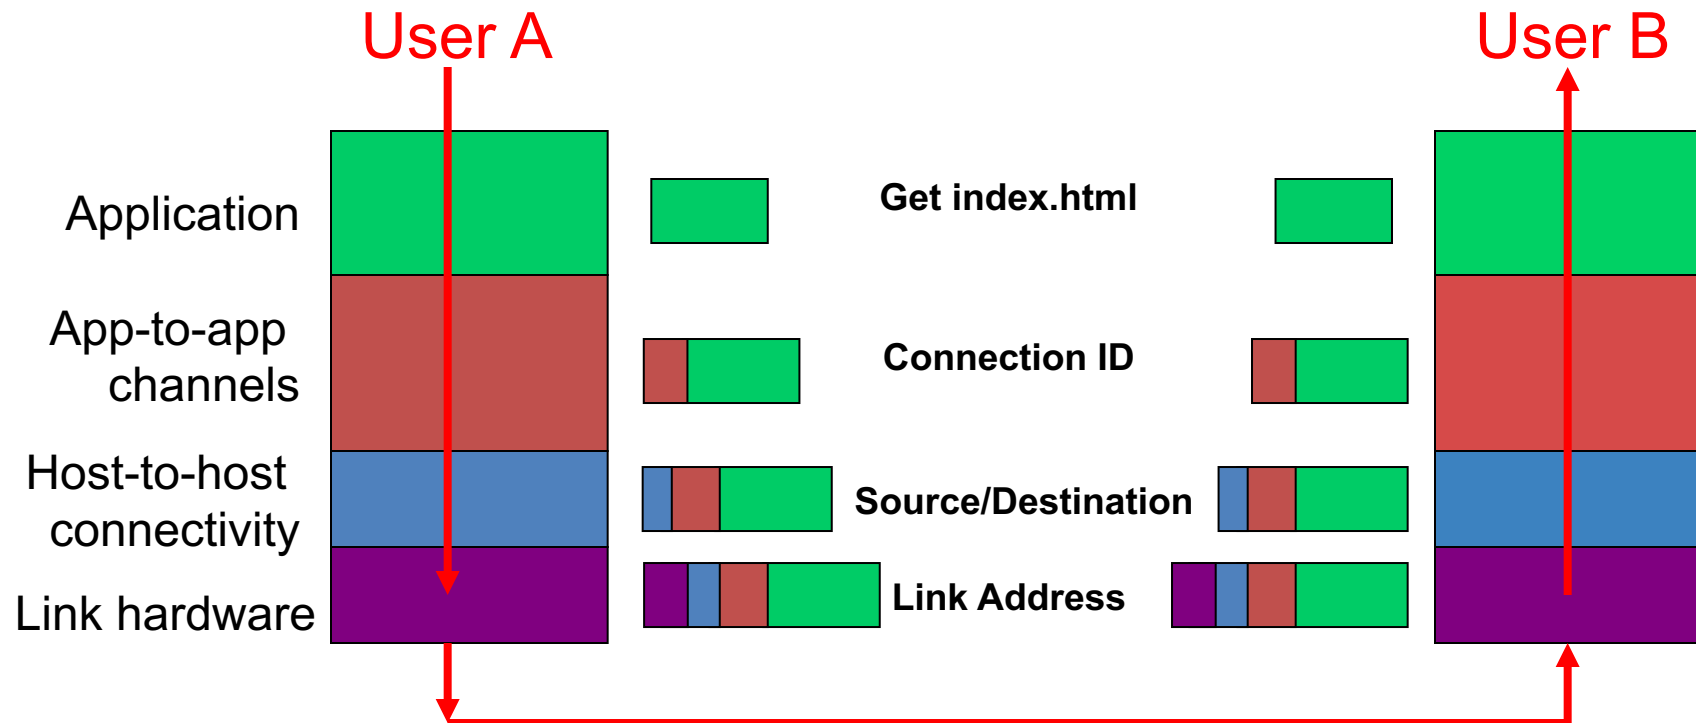 User A
User B
Application
Get index.html
App-to-app
channels
Connection ID
Host-to-host
connectivity
Source/Destination
Link hardware
Link Address